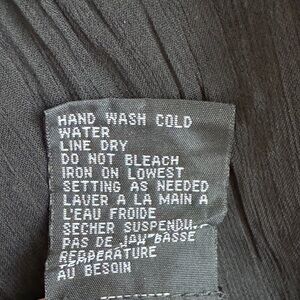 HAND WASH COLD
WATER
LINE DRY
DO NOT BLEACH
IRON ON LOWEST
SETTING AS NEEDED
LAVER A LA MAIN A
L'EAU FROIDE
SECHER SUSPENDU
PAS DE BASSE
AU BESOIN